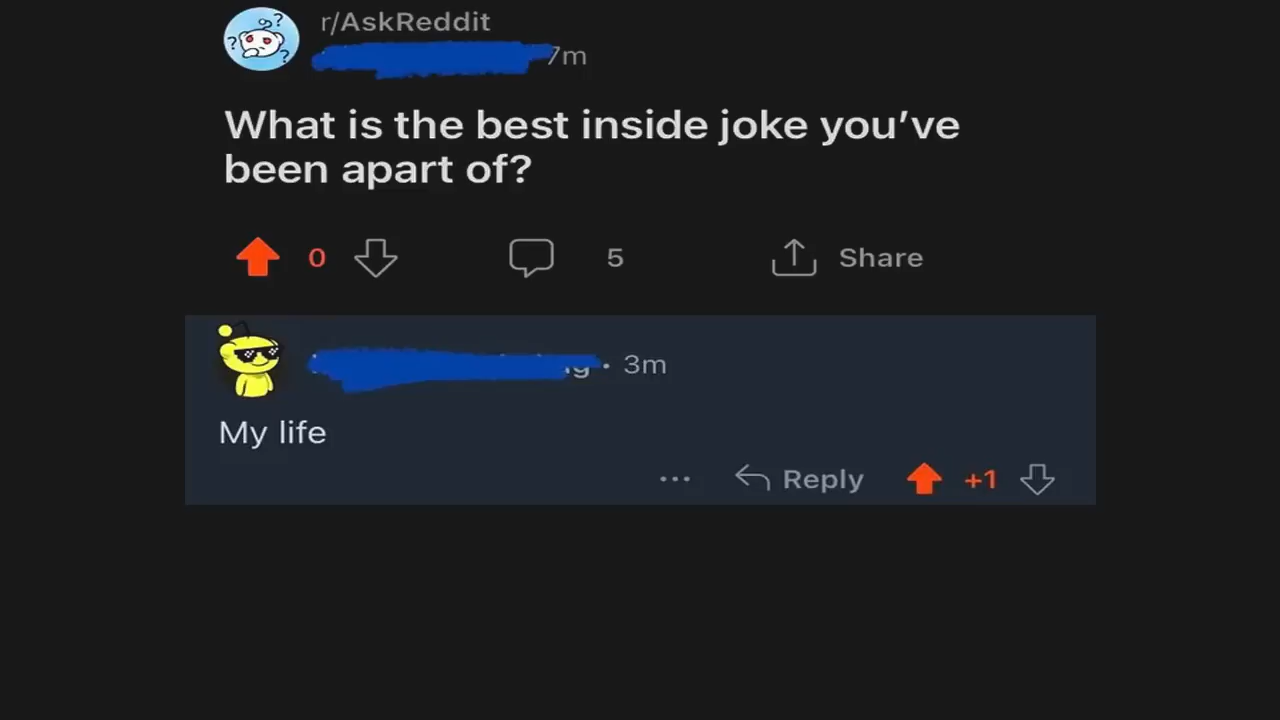 r/AskReddit
7m
What is the best inside joke you've
been apart of?
0 5 Share
• 3m
My life
... Reply +1